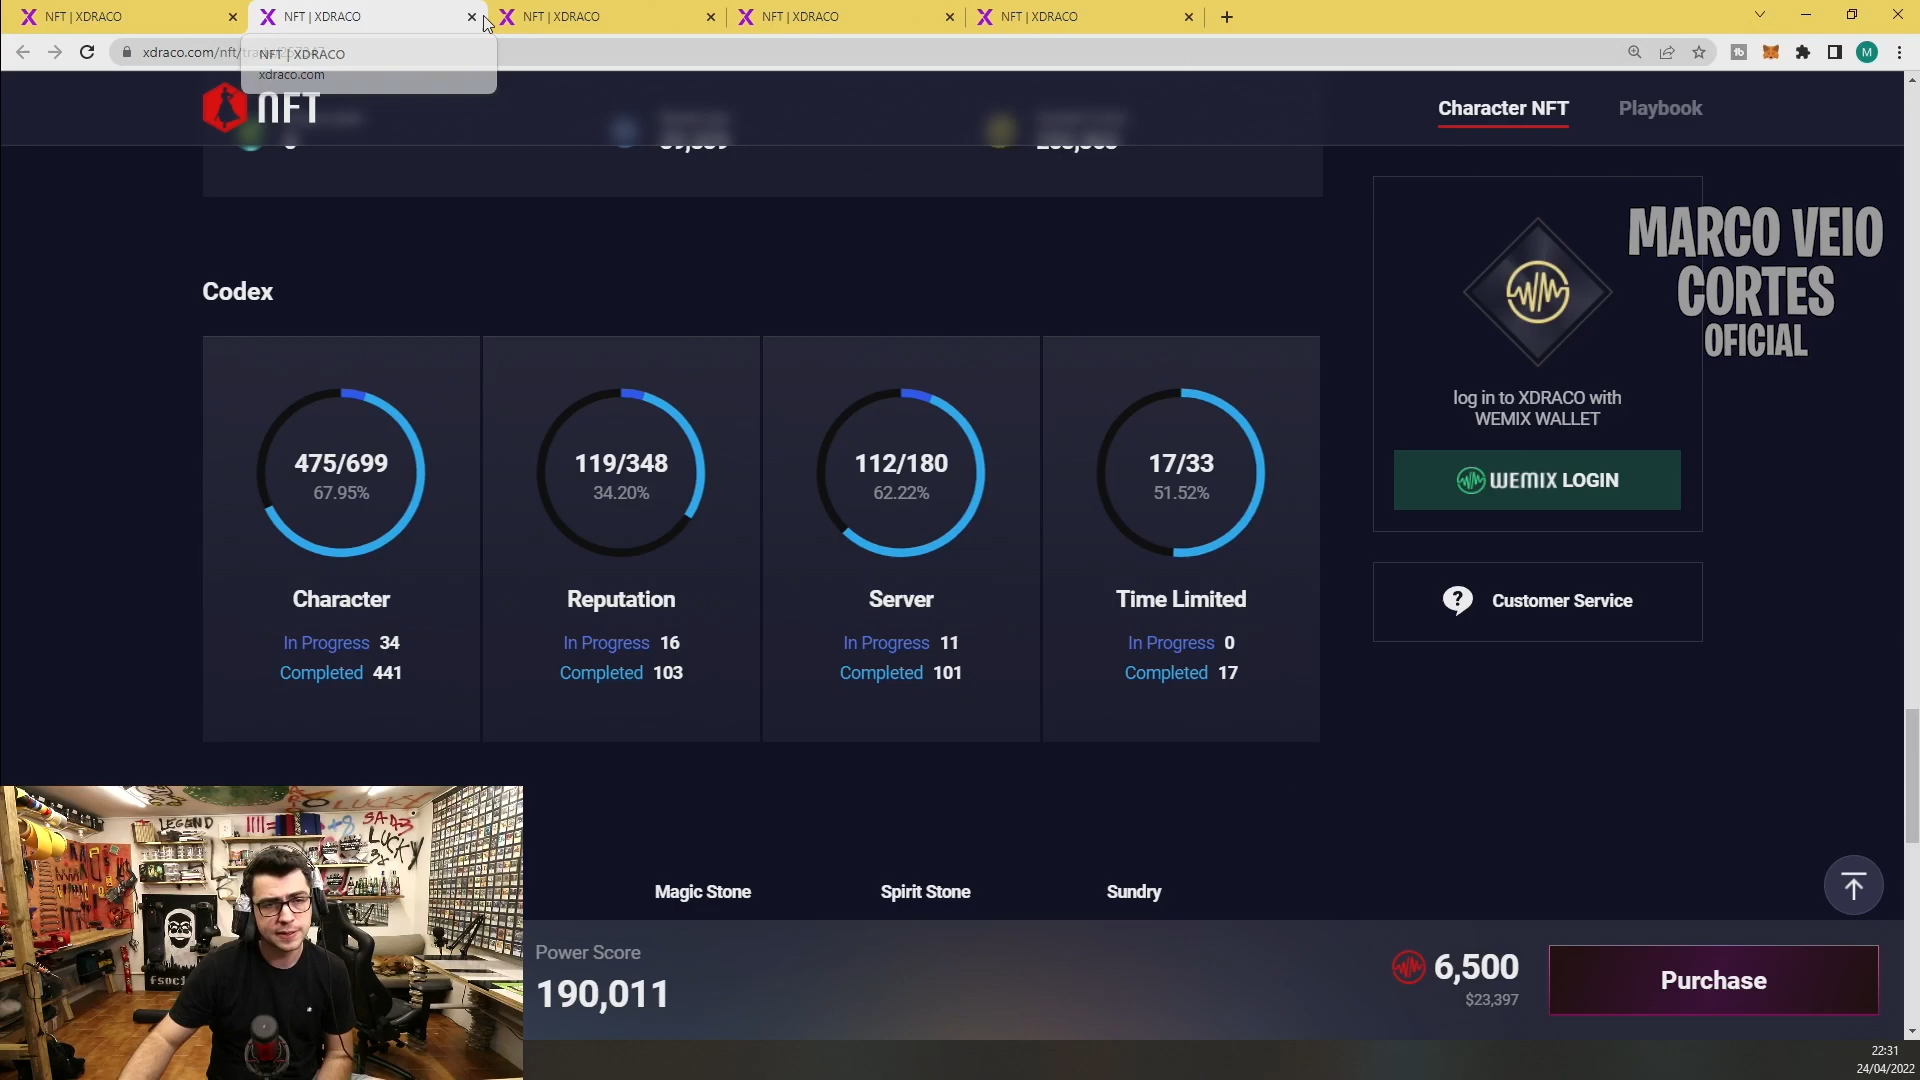 NFT | XDRACO
NFT | XDRACO
NFT | XDRACO
NFT | XDRACO
NFT | XDRACO
xdraco.com/nft/
NFT | XDRACO
xdraco.com
NFT
Character NFT
Playbook
MARCO VEIO
CORTES
OFICIAL
Codex
475/699
67.95%
Character
In Progress 34
Completed 441
119/348
34.20%
Reputation
In Progress 16
Completed 103
112/180
62.22%
Server
In Progress 11
Completed 101
17/33
51.52%
Time Limited
In Progress 0
Completed 17
log in to XDRACO with
WEMIX WALLET
WEMIX LOGIN
Customer Service
Magic Stone
Spirit Stone
Sundry
Power Score
190,011
6,500
$23,397
Purchase
LEGEND
LUCKY
fsoci
M
22:31
24/04/2022